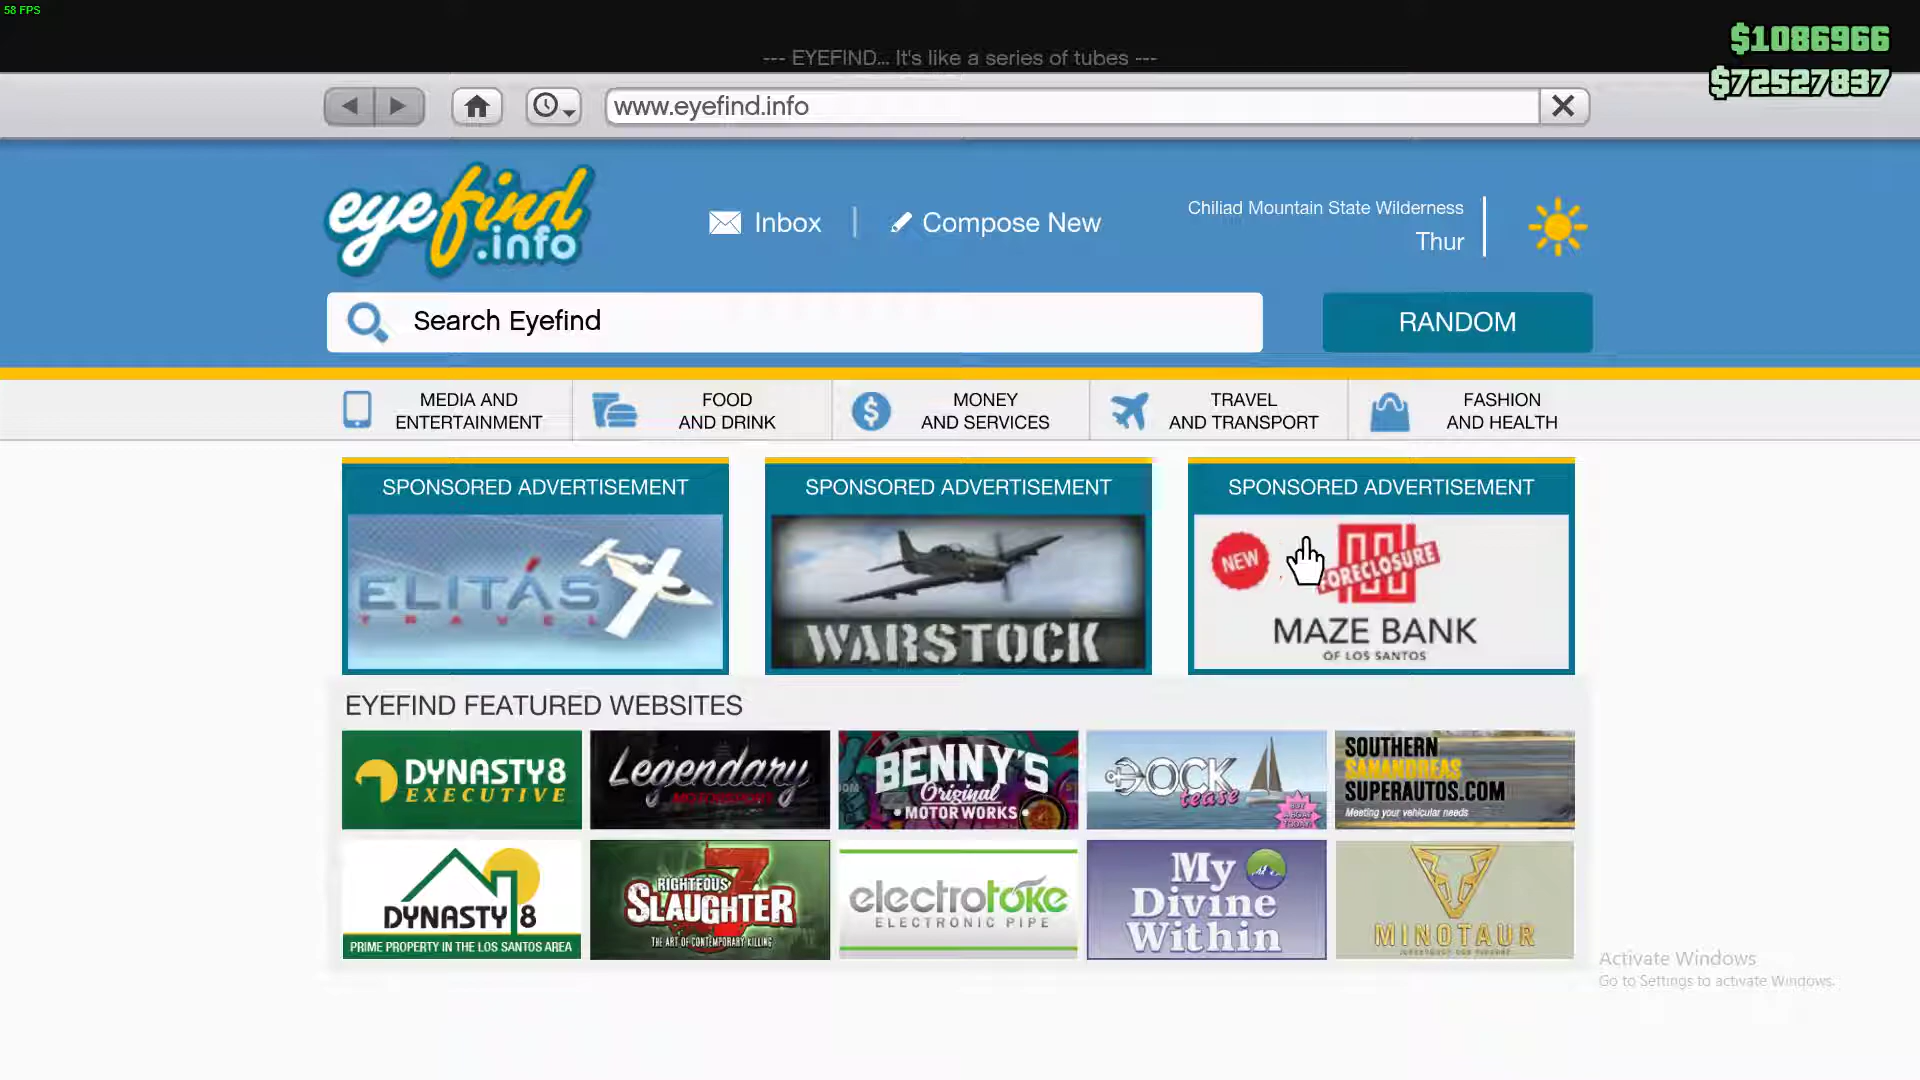 58 FPS
$1086966
--- EYEFIND... It's like a series of tubes ---
$72527837
www.eyefind.info
eyefind
.info
Inbox
Compose New
Chiliad Mountain State Wilderness
Thur
Search Eyefind
RANDOM
MEDIA AND
ENTERTAINMENT
FOOD
AND DRINK
MONEY
AND SERVICES
TRAVEL
AND TRANSPORT
FASHION
AND HEALTH
SPONSORED ADVERTISEMENT
ELITÁS
TRAVEL
SPONSORED ADVERTISEMENT
WARSTOCK
SPONSORED ADVERTISEMENT
NEW
FORECLOSURE
MAZE BANK
OF LOS SANTOS
EYEFIND FEATURED WEBSITES
DYNASTY 8
EXECUTIVE
Legendary
MOTORSPORT
BENNY'S
Original
• MOTOR WORKS •
DOCK
tease
BUY
A BOAT
TODAY!
SOUTHERN
SANANDREAS
SUPERAUTOS.COM
Meeting your vehicular needs
DYNASTY 8
PRIME PROPERTY IN THE LOS SANTOS AREA
RIGHTEOUS
SLAUGHTER
7
THE ART OF CONTEMPORARY KILLING
electrotoke
ELECTRONIC PIPE
My
Divine
Within
MINOTAUR
Activate Windows
Go to Settings to activate Windows.